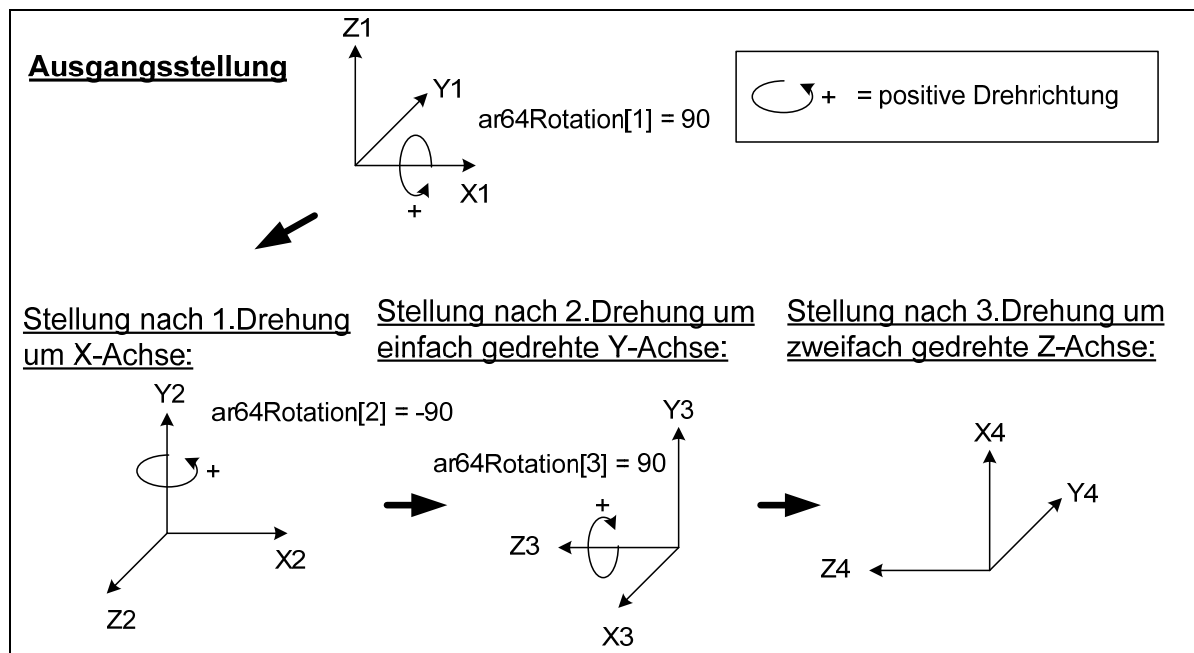 Ausgangsstellung
Z1
Y1
ar64Rotation[1] = 90
X1
+
+ = positive Drehrichtung
Stellung nach 1.Drehung
um X-Achse:
Y2
ar64Rotation[2] = -90
+
X2
Z2
Stellung nach 2.Drehung um
einfach gedrehte Y-Achse:
Y3
ar64Rotation[3] = 90
+
Z3
X3
Stellung nach 3.Drehung um
zweifach gedrehte Z-Achse:
X4
Y4
Z4